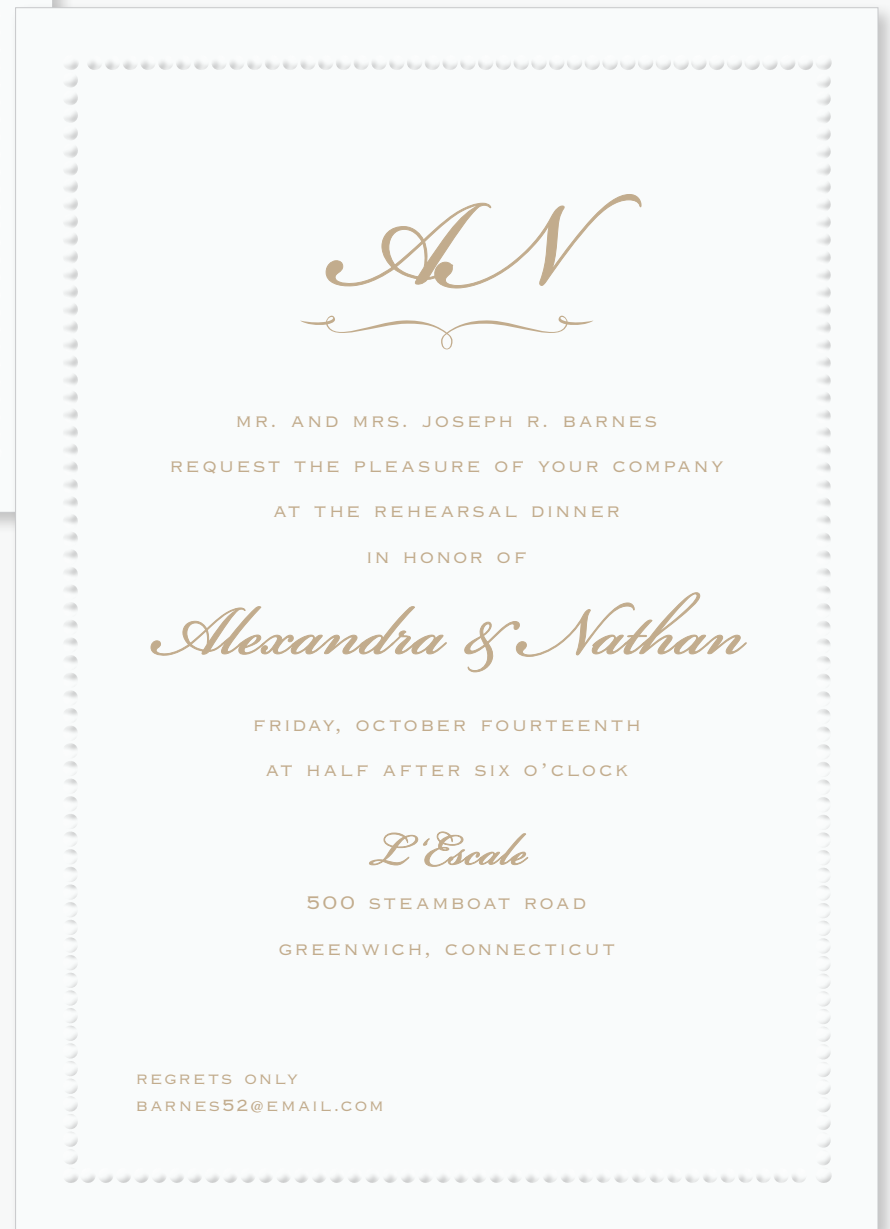 AN
MR. AND MRS. JOSEPH R. BARNES
REQUEST THE PLEASURE OF YOUR COMPANY
AT THE REHEARSAL DINNER
IN HONOR OF
Alexandra & Nathan
FRIDAY, OCTOBER FOURTEENTH
AT HALF AFTER SIX O’CLOCK
L‘Escale
500 STEAMBOAT ROAD
GREENWICH, CONNECTICUT
REGRETS ONLY
BARNES52@EMAIL.COM